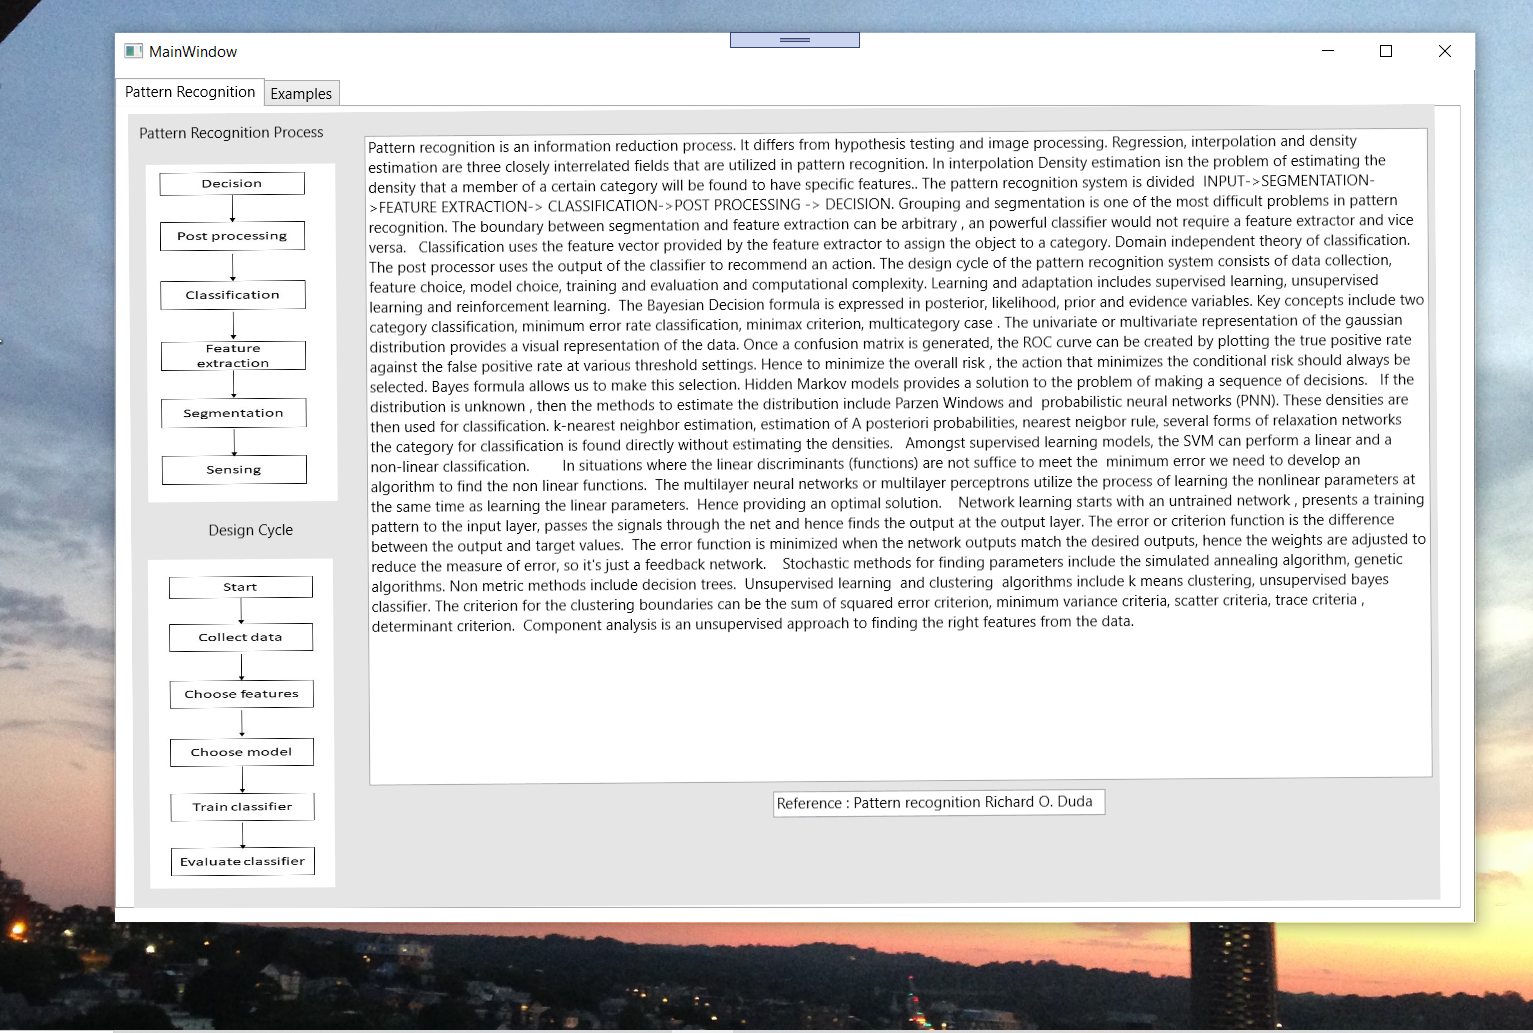 MainWindow
Pattern Recognition
Examples
Pattern Recognition Process
Decision
Post processing
Classification
Feature
extraction
Segmentation
Sensing
Design Cycle
Start
Collect data
Choose features
Choose model
Train classifier
Evaluate classifier
Pattern recognition is an information reduction process. It differs from hypothesis testing and image processing. Regression, interpolation and density
estimation are three closely interrelated fields that are utilized in pattern recognition. In interpolation Density estimation isn the problem of estimating the
density that a member of a certain category will be found to have specific features.. The pattern recognition system is divided  INPUT->SEGMENTATION-
>FEATURE EXTRACTION-> CLASSIFICATION->POST PROCESSING -> DECISION. Grouping and segmentation is one of the most difficult problems in pattern
recognition. The boundary between segmentation and feature extraction can be arbitrary , an powerful classifier would not require a feature extractor and vice
versa.   Classification uses the feature vector provided by the feature extractor to assign the object to a category. Domain independent theory of classification.
The post processor uses the output of the classifier to recommend an action. The design cycle of the pattern recognition system consists of data collection,
feature choice, model choice, training and evaluation and computational complexity. Learning and adaptation includes supervised learning, unsupervised
learning and reinforcement learning.  The Bayesian Decision formula is expressed in posterior, likelihood, prior and evidence variables. Key concepts include two
category classification, minimum error rate classification, minimax criterion, multicategory case . The univariate or multivariate representation of the gaussian
distribution provides a visual representation of the data. Once a confusion matrix is generated, the ROC curve can be created by plotting the true positive rate
against the false positive rate at various threshold settings. Hence to minimize the overall risk , the action that minimizes the conditional risk should always be
selected. Bayes formula allows us to make this selection. Hidden Markov models provides a solution to the problem of making a sequence of decisions.   If the
distribution is unknown , then the methods to estimate the distribution include Parzen Windows and  probabilistic neural networks (PNN). These densities are
then used for classification. k-nearest neighbor estimation, estimation of A posteriori probabilities, nearest neigbor rule, several forms of relaxation networks
the category for classification is found directly without estimating the densities.   Amongst supervised learning models, the SVM can perform a linear and a
non-linear classification.        In situations where the linear discriminants (functions) are not suffice to meet the  minimum error we need to develop an
algorithm to find the non linear functions.  The multilayer neural networks or multilayer perceptrons utilize the process of learning the nonlinear parameters at
the same time as learning the linear parameters.  Hence providing an optimal solution.    Network learning starts with an untrained network , presents a training
pattern to the input layer, passes the signals through the net and hence finds the output at the output layer. The error or criterion function is the difference
between the output and target values.  The error function is minimized when the network outputs match the desired outputs, hence the weights are adjusted to
reduce the measure of error, so it's just a feedback network.    Stochastic methods for finding parameters include the simulated annealing algorithm, genetic
algorithms. Non metric methods include decision trees.  Unsupervised learning  and clustering  algorithms include k means clustering, unsupervised bayes
classifier. The criterion for the clustering boundaries can be the sum of squared error criterion, minimum variance criteria, scatter criteria, trace criteria ,
determinant criterion.  Component analysis is an unsupervised approach to finding the right features from the data.
Reference : Pattern recognition Richard O. Duda